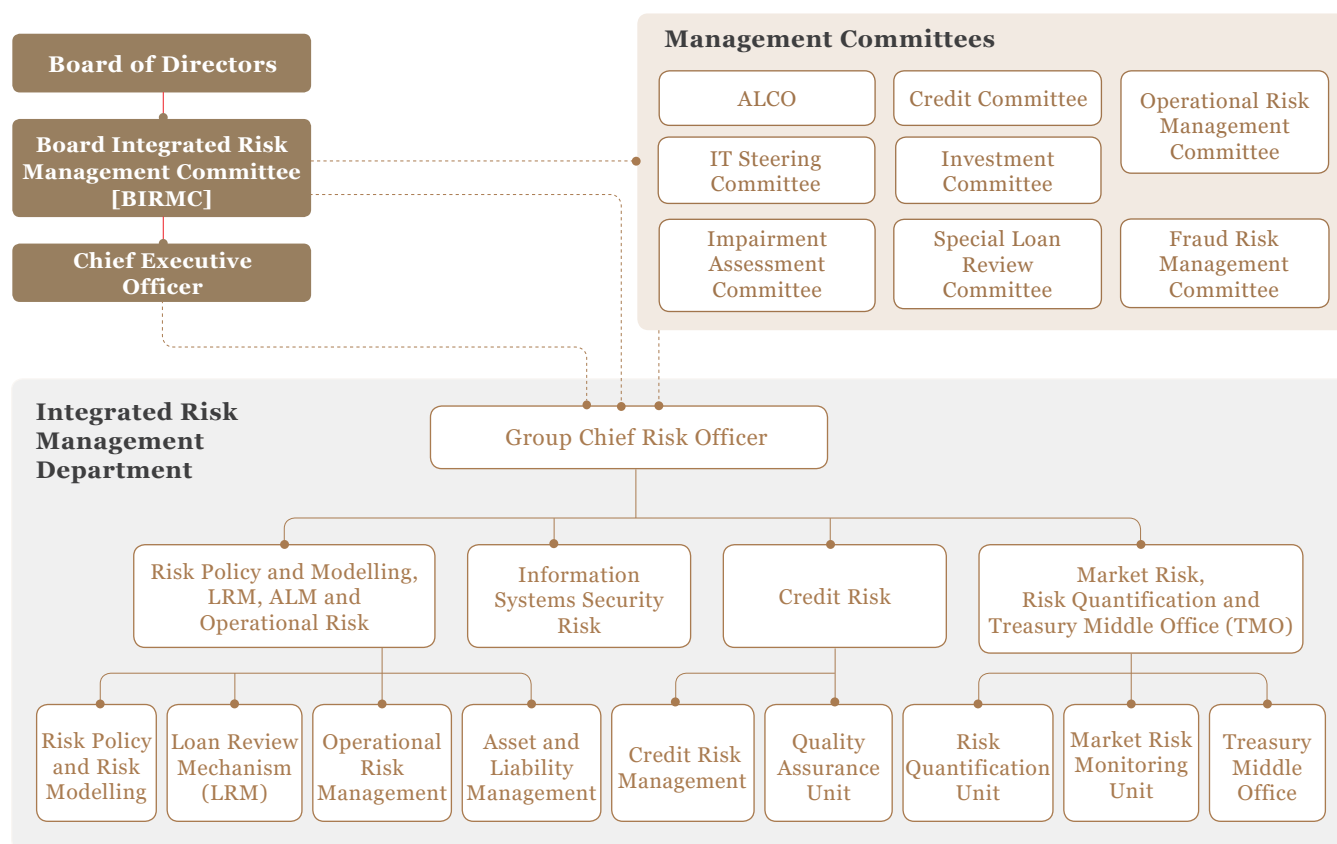 Board of Directors
Board Integrated Risk
Management Committee
[BIRMC]
Chief Executive
Officer
Management Committees
ALCO
Credit Committee
Operational Risk
Management
Committee
IT Steering
Committee
Investment
Committee
Impairment
Assessment
Committee
Special Loan
Review
Committee
Fraud Risk
Management
Committee
Integrated Risk
Management
Department
Group Chief Risk Officer
Risk Policy and Modelling,
LRM, ALM and
Operational Risk
Information
Systems Security
Risk
Credit Risk
Market Risk,
Risk Quantification and
Treasury Middle Office (TMO)
Risk Policy
and Risk
Modelling
Loan Review
Mechanism
(LRM)
Operational
Risk
Management
Asset and
Liability
Management
Credit Risk
Management
Quality
Assurance
Unit
Risk
Quantification
Unit
Market Risk
Monitoring
Unit
Treasury
Middle
Office